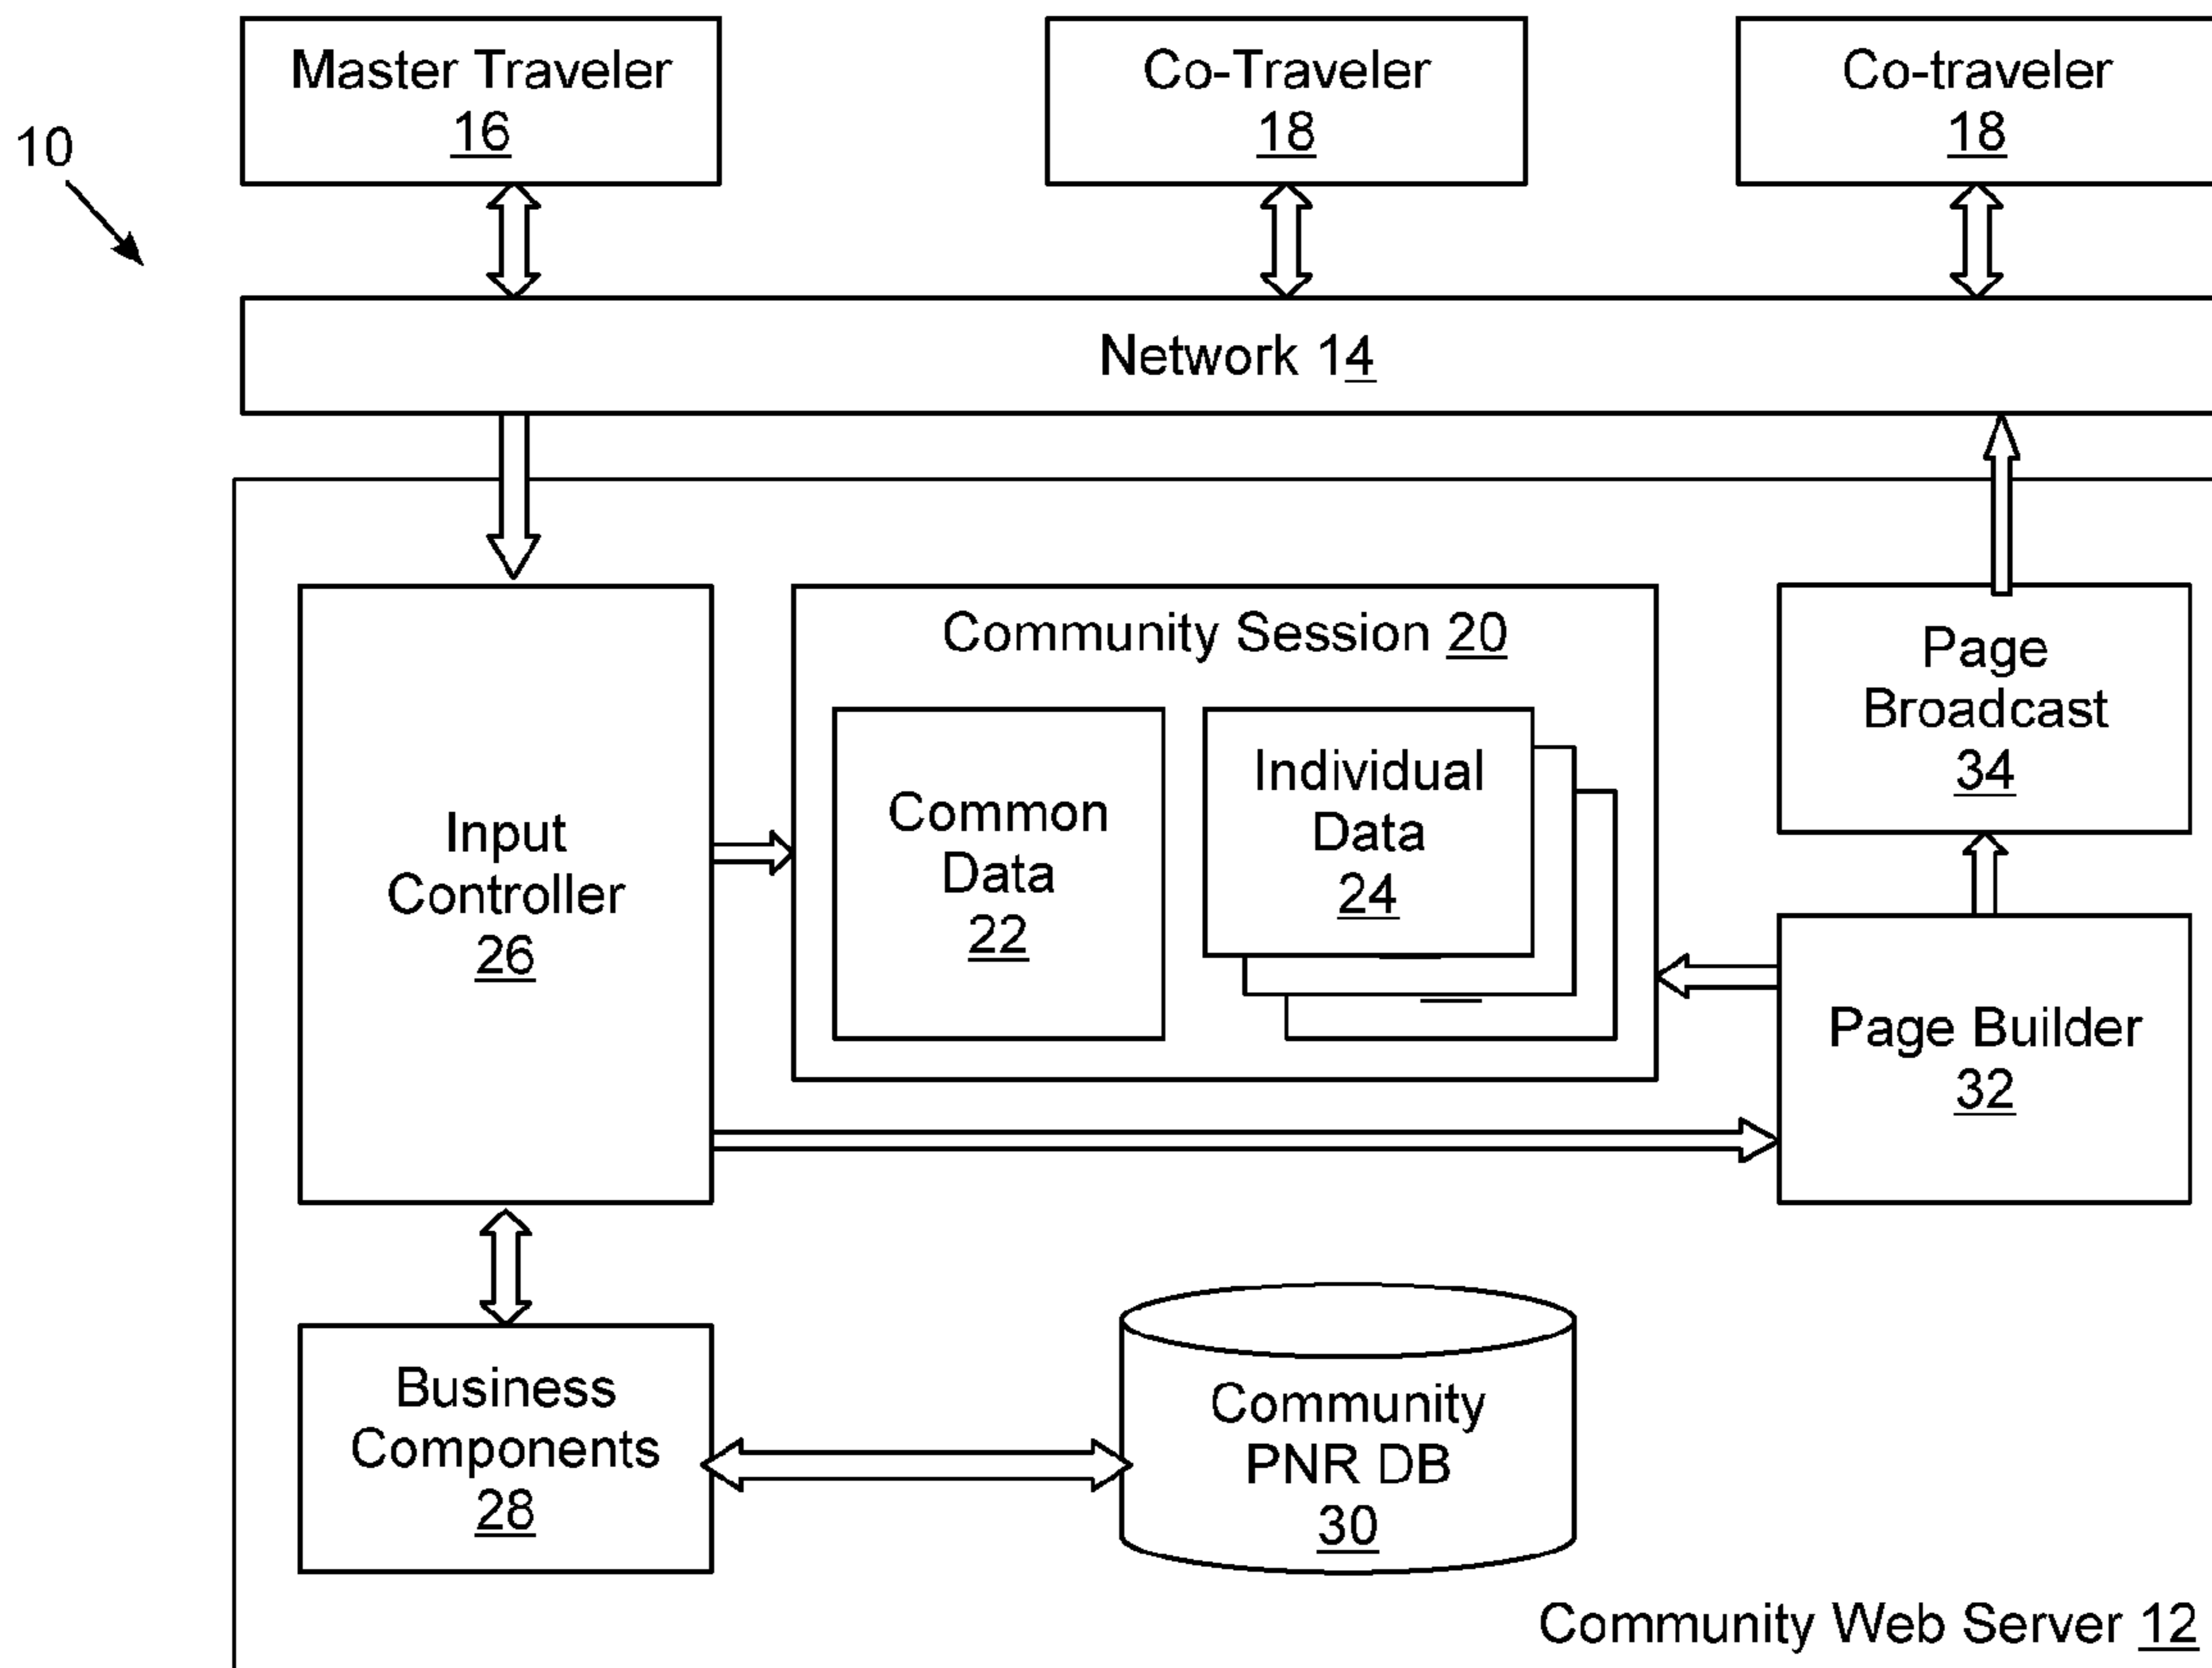 Master Traveler
16
Co-Traveler
18
Co-traveler
18
10
Network 14
Community Session 20
Page
Broadcast
34
Individual
Data
24
Common
Data
22
Input
Controller
26
Page Builder
32
Business
Components
28
Community
PNR DB
30
Community Web Server 12